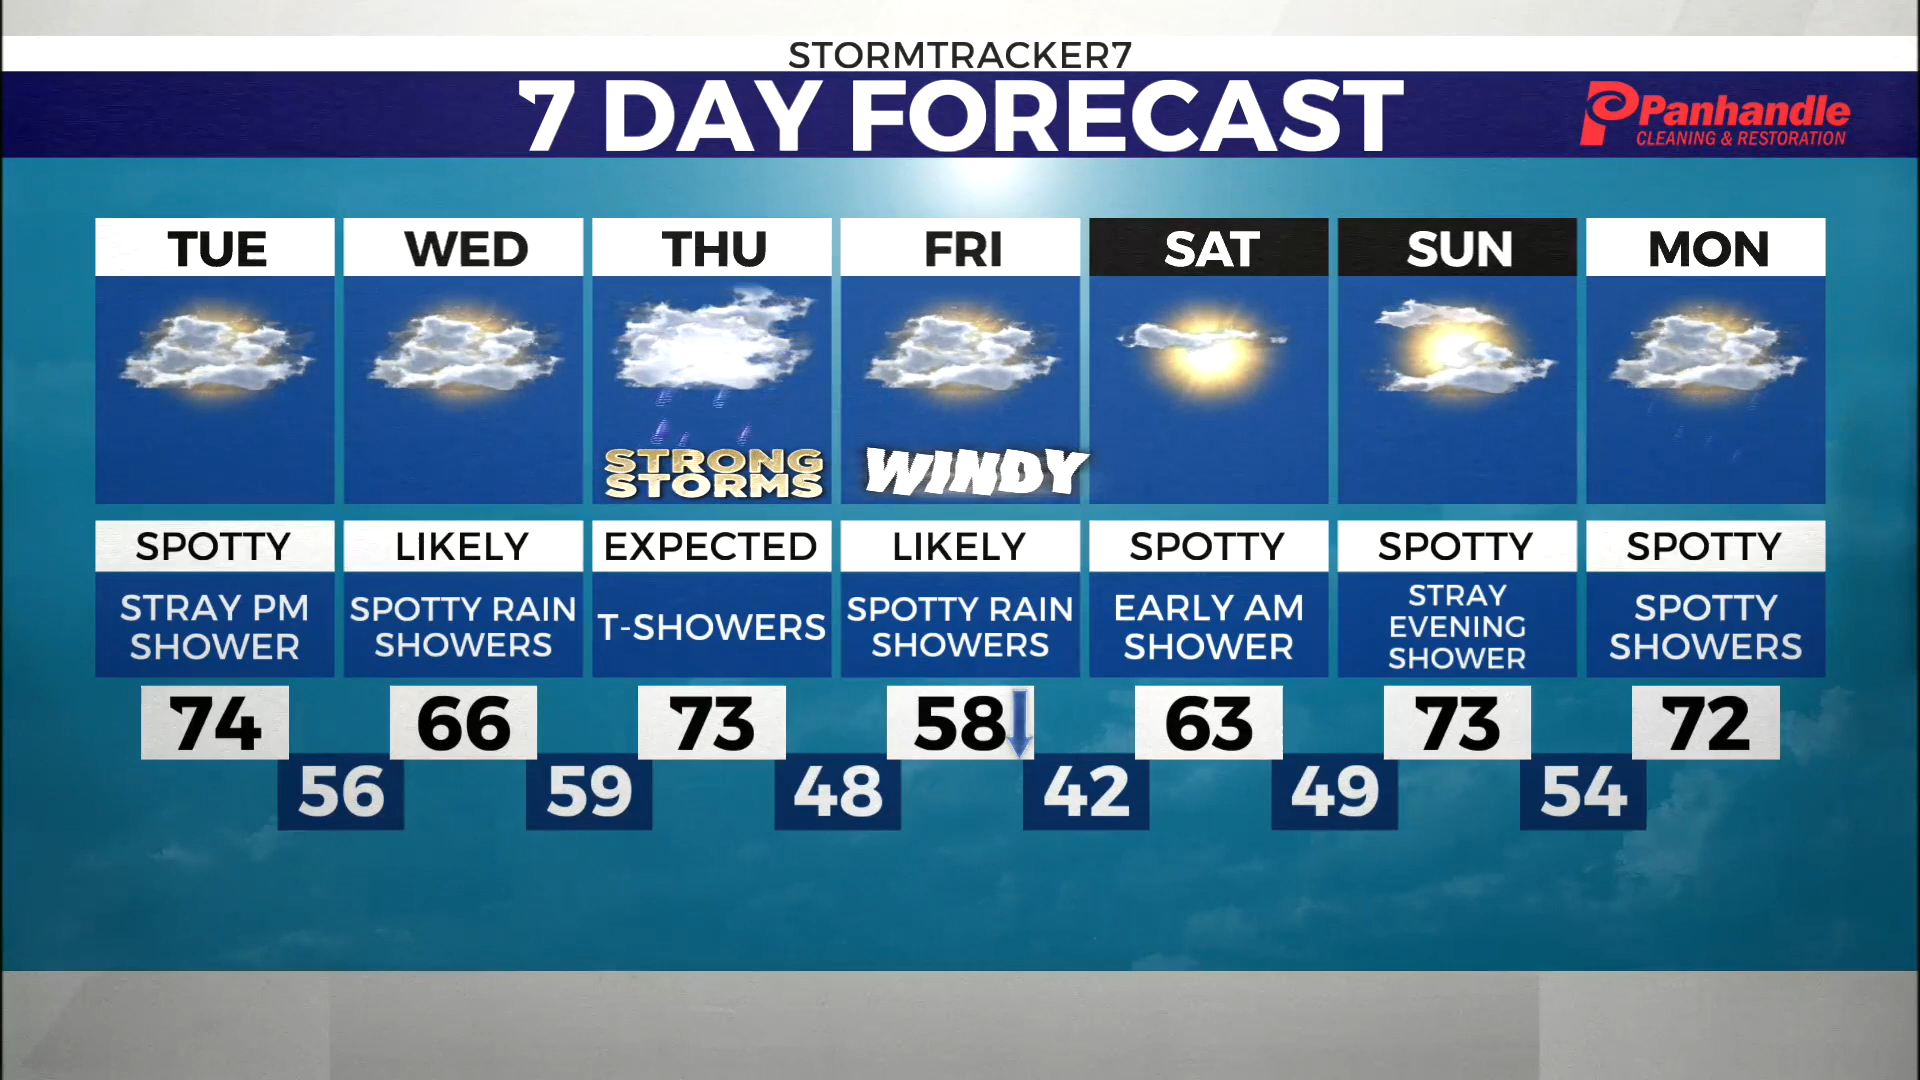 STORMTRACKER7
7 DAY FORECAST
Panhandle
CLEANING & RESTORATION
TUE
WED
THU
FRI
SAT
SUN
MON
STRONG
STORMS
WINDY
SPOTTY
LIKELY
EXPECTED
LIKELY
SPOTTY
SPOTTY
SPOTTY
STRAY PM
SHOWER
SPOTTY RAIN
SHOWERS
T-SHOWERS
SPOTTY RAIN
SHOWERS
EARLY AM
SHOWER
STRAY
EVENING
SHOWER
SPOTTY
SHOWERS
74
66
73
58
63
73
72
56
59
48
42
49
54